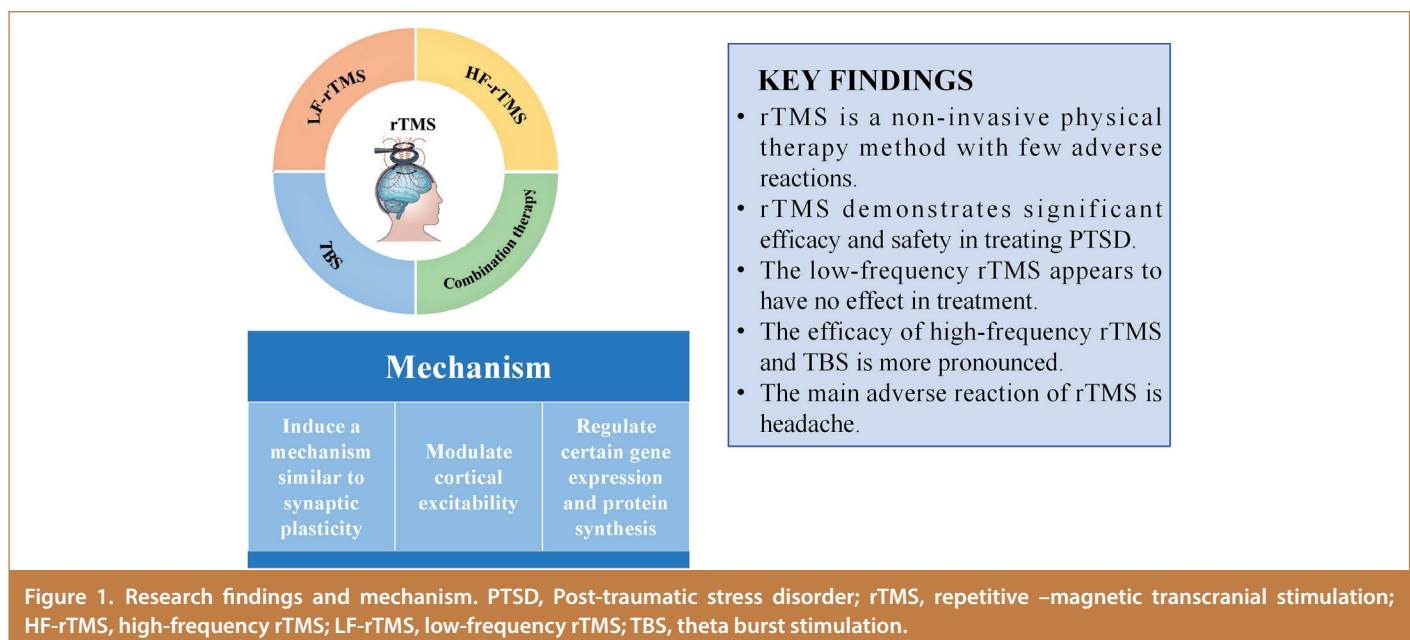 LF-rTMS
HF-rTMS
rTMS
TBS
Combination therapy
Mechanism
Induce a
mechanism
similar to
synaptic
plasticity
Modulate
cortical
excitability
Regulate
certain gene
expression
and protein
synthesis
KEY FINDINGS
• rTMS is a non-invasive physical
therapy method with few adverse
reactions.
• rTMS demonstrates significant
efficacy and safety in treating PTSD.
• The low-frequency rTMS appears to
have no effect in treatment.
• The efficacy of high-frequency rTMS
and TBS is more pronounced.
• The main adverse reaction of rTMS is
headache.
Figure 1. Research findings and mechanism. PTSD, Post-traumatic stress disorder; rTMS, repetitive –magnetic transcranial stimulation;
HF-rTMS, high-frequency rTMS; LF-rTMS, low-frequency rTMS; TBS, theta burst stimulation.